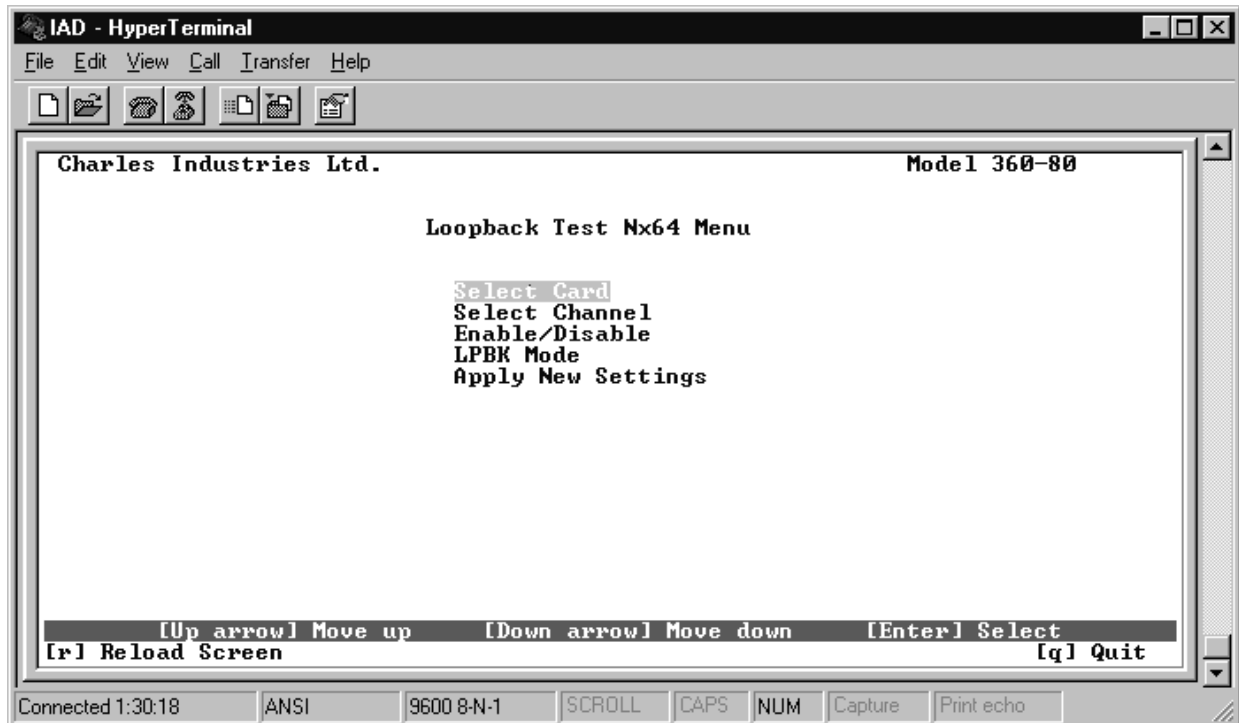 IAD - HyperTerminal
File Edit View Call Transfer Help
Charles Industries Ltd. Model 360-80
Loopback Test Nx64 Menu
Select Card
Select Channel
Enable/Disable
LPBK Mode
Apply New Settings
[Up arrow] Move up [Down arrow] Move down [Enter] Select
[r] Reload Screen [q] Quit
Connected 1:30:18 ANSI 9600 8-N-1 SCROLL CAPS NUM Capture Print echo